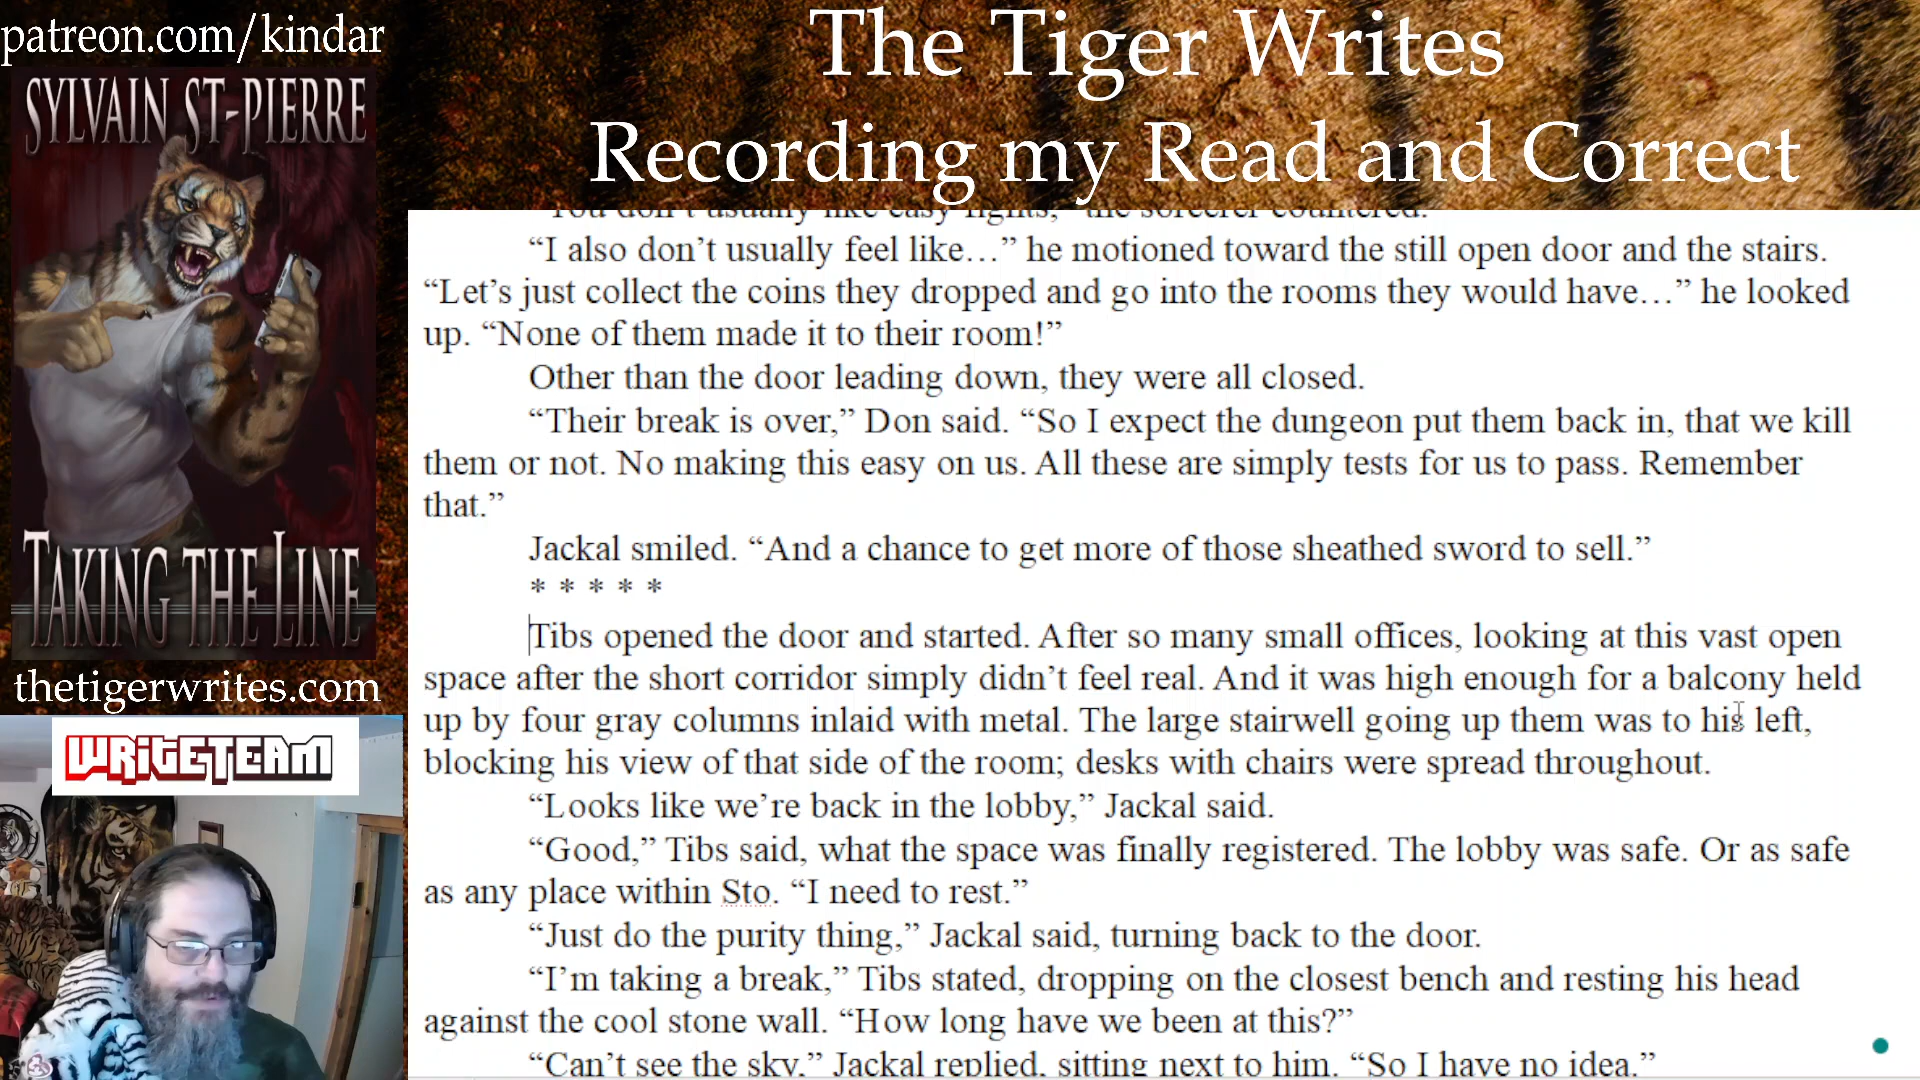 patreon.com/kindar
SYLVAIN ST-PIERRE
TAKING THE LINE
thetigerwrites.com
WRITETEAM
The Tiger Writes
Recording my Read and Correct
"You don't usually like easy fights," the sorcerer countered.
“I also don’t usually feel like…” he motioned toward the still open door and the stairs.
“Let’s just collect the coins they dropped and go into the rooms they would have…” he looked
up. “None of them made it to their room!”
Other than the door leading down, they were all closed.
“Their break is over,” Don said. “So I expect the dungeon put them back in, that we kill
them or not. No making this easy on us. All these are simply tests for us to pass. Remember
that.”
Jackal smiled. “And a chance to get more of those sheathed sword to sell.”
* * * * *
Tibs opened the door and started. After so many small offices, looking at this vast open
space after the short corridor simply didn’t feel real. And it was high enough for a balcony held
up by four gray columns inlaid with metal. The large stairwell going up them was to his left,
blocking his view of that side of the room; desks with chairs were spread throughout.
“Looks like we’re back in the lobby,” Jackal said.
“Good,” Tibs said, what the space was finally registered. The lobby was safe. Or as safe
as any place within Sto. “I need to rest.”
“Just do the purity thing,” Jackal said, turning back to the door.
“I’m taking a break,” Tibs stated, dropping on the closest bench and resting his head
against the cool stone wall. “How long have we been at this?”
“Can’t see the sky,” Jackal replied, sitting next to him. “So I have no idea.”